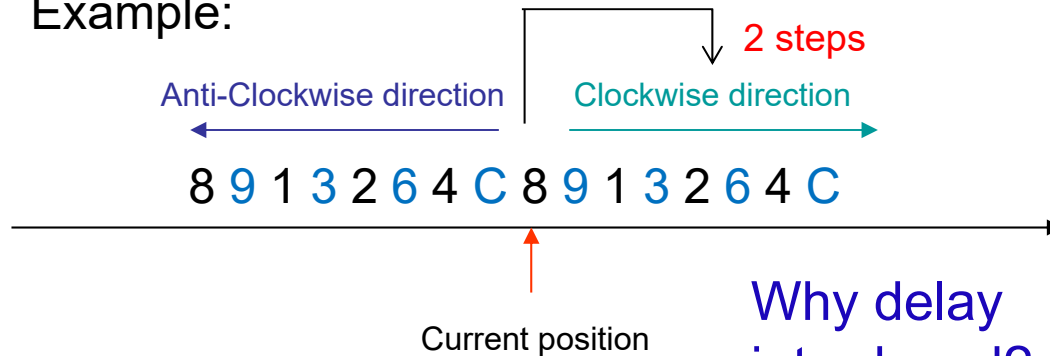 Example:
2 steps
Anti-Clockwise direction Clockwise direction
8 9 1 3 2 6 4 C 8 9 1 3 2 6 4 C
Current position
Why delay